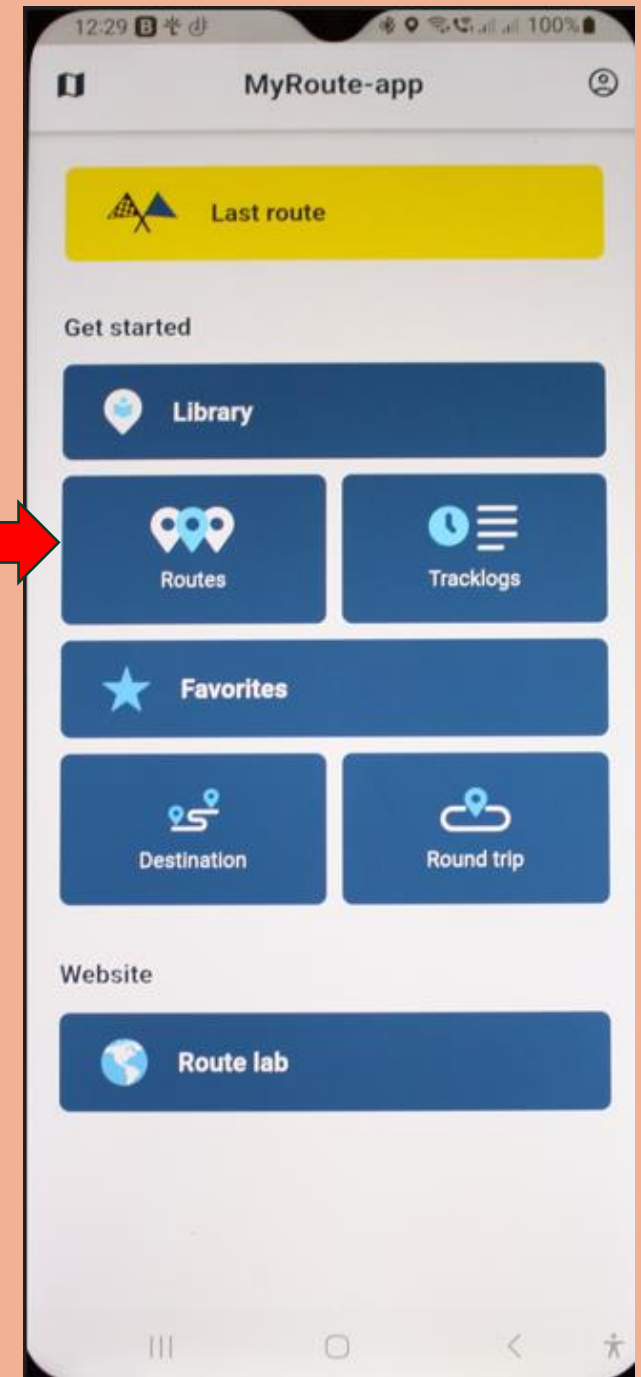 12:29 B 100%
MyRoute-app
Last route
Get started
Library
Routes
Tracklogs
Favorites
Destination
Round trip
Website
Route lab